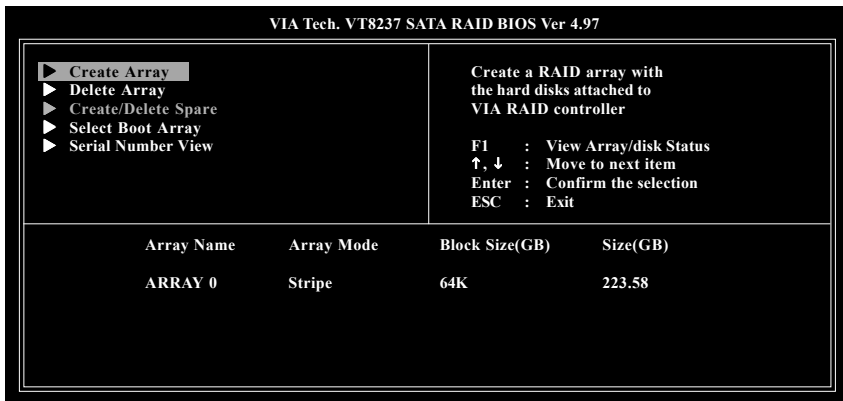 VIA Tech. VT8237 SATA RAID BIOS Ver 4.97
Create Array
Delete Array
Create/Delete Spare
Select Boot Array
Serial Number View
Create a RAID array with
the hard disks attached to
VIA RAID controller
F1 : View Array/disk Status
↑, ↓ : Move to next item
Enter : Confirm the selection
ESC : Exit
Array Name Array Mode Block Size(GB) Size(GB)
ARRAY 0 Stripe 64K 223.58